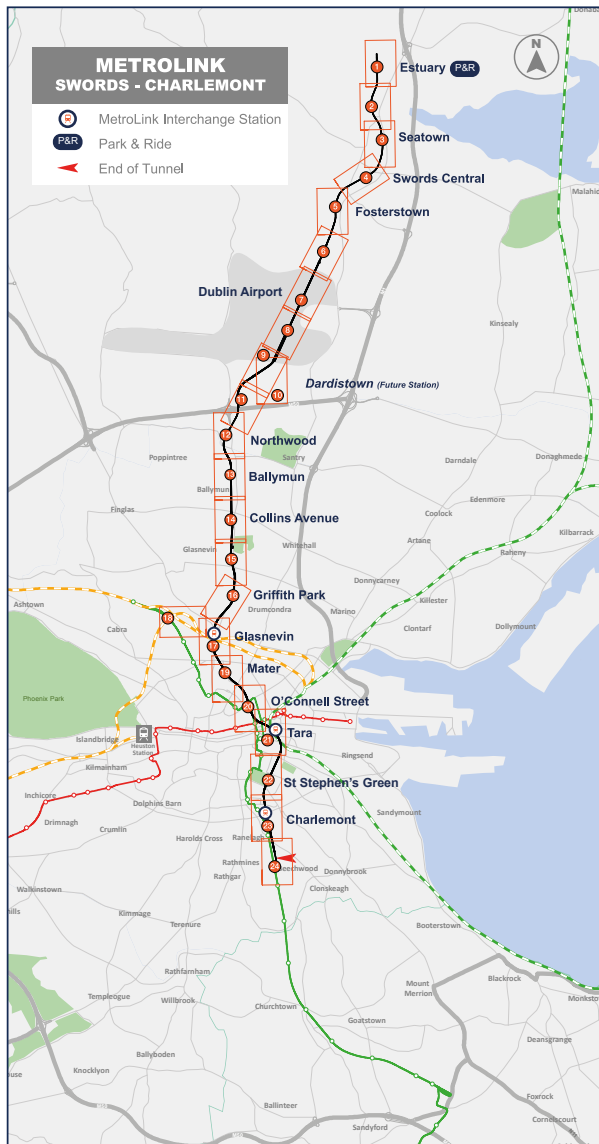 METROLINK
SWORDS - CHARLEMONT
MetroLink Interchange Station
P&R Park & Ride
End of Tunnel
N
Donabate
1 Estuary P&R
2
3 Seatown
4 Swords Central
Malahide
5 Fosterstown
6
Dublin Airport
7
Kinsealy
8
9
10 Dardistown (Future Station)
11
12 Northwood
Poppintree
Santry
Darndale
Donaghmede
13 Ballymun
Ballymun
Edenmore
Finglas
14 Collins Avenue
Coolock
Kilbarrack
Glasnevin
Whitehall
Artane
Raheny
15
Donnycarney
16 Griffith Park
Killester
Ashtown
Drumcondra
Marino
Dollymount
18
Cabra
Clontarf
Glasnevin
17
Mater
19
Phoenix Park
20
O'Connell Street
Tara
21
Islandbridge
Heuston
Station
Ringsend
Kilmainham
22 St Stephen's Green
Inchicore
Dolphins Barn
Sandymount
Drimnagh
Crumlin
Charlemont
23
Harolds Cross
Ranelagh
Rathmines
24 Beechwood
Donnybrook
Rathgar
Clonskeagh
Walkinstown
Kimmage
Terenure
Booterstown
Rathfarnham
Blackrock
Mount
Merrion
Templeogue
Willbrook
Churchtown
Monkstown
Goatstown
Deansgrange
Ballyboden
Knocklyon
Foxrock
Ballinteer
Cornelscourt
Sandyford